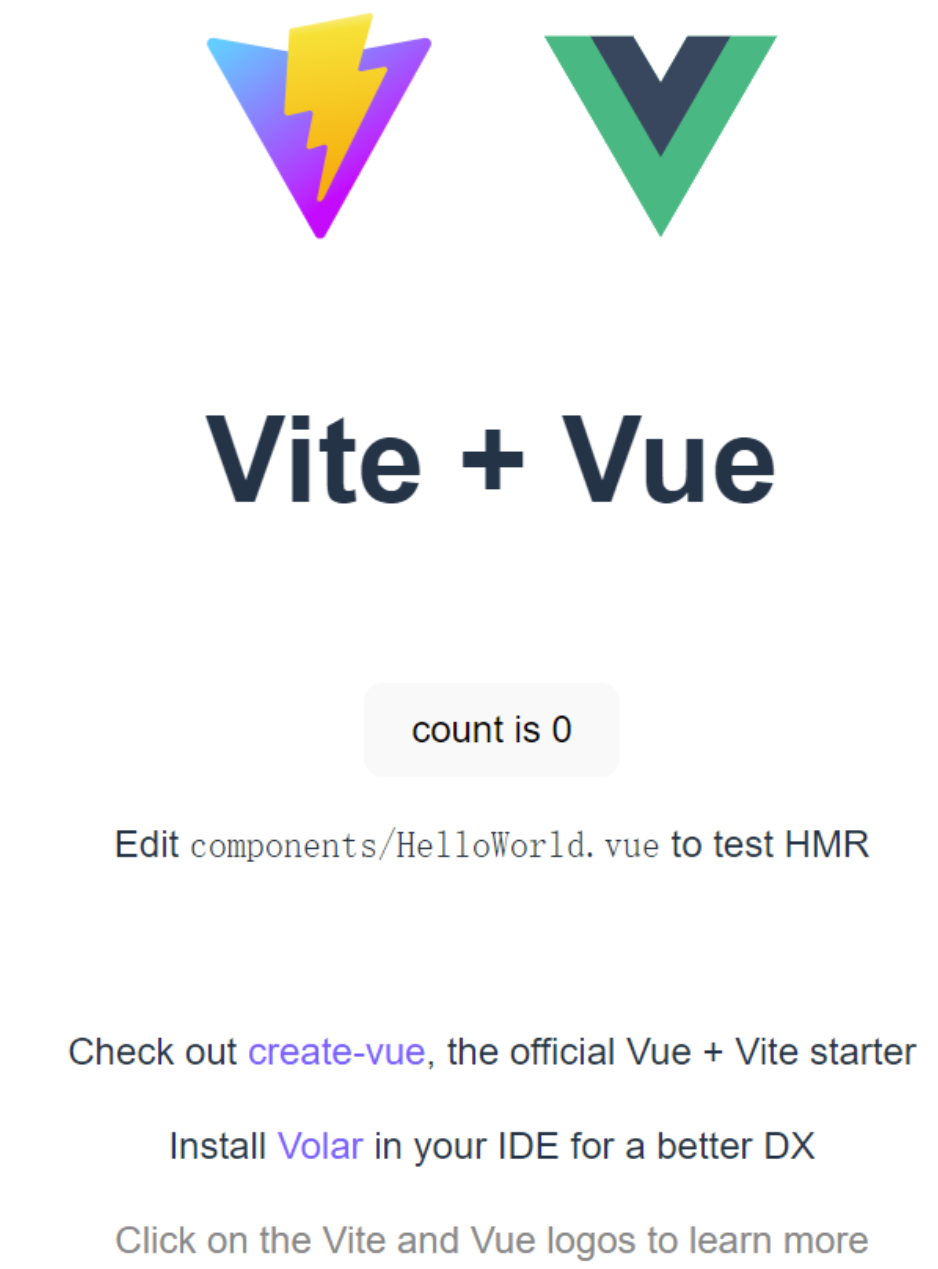 Vite + Vue
count is 0
Edit components/HelloWorld.vue to test HMR
Check out create-vue, the official Vue + Vite starter
Install Volar in your IDE for a better DX
Click on the Vite and Vue logos to learn more